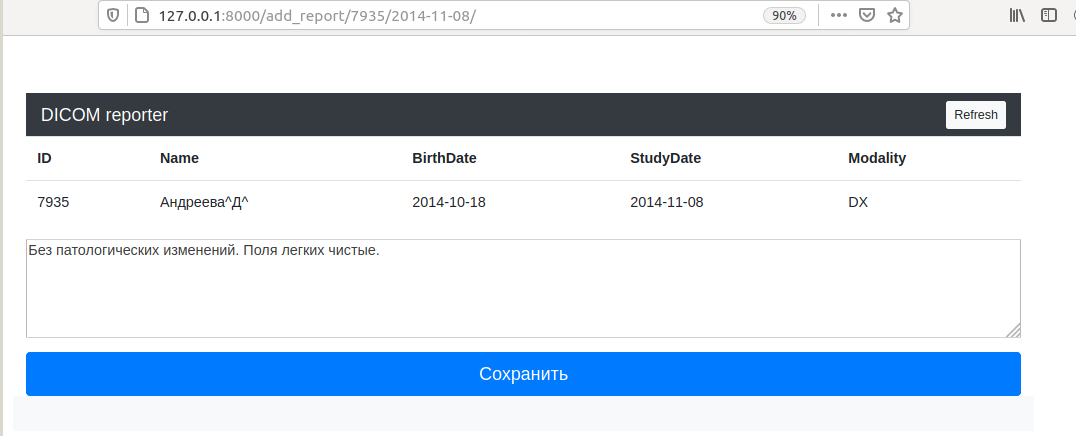 127.0.0.1:8000/add_report/7935/2014-11-08/ 90%
DICOM reporter Refresh
ID Name BirthDate StudyDate Modality
7935 Андреева^Д^ 2014-10-18 2014-11-08 DX
Без патологических изменений. Поля легких чистые.
Сохранить